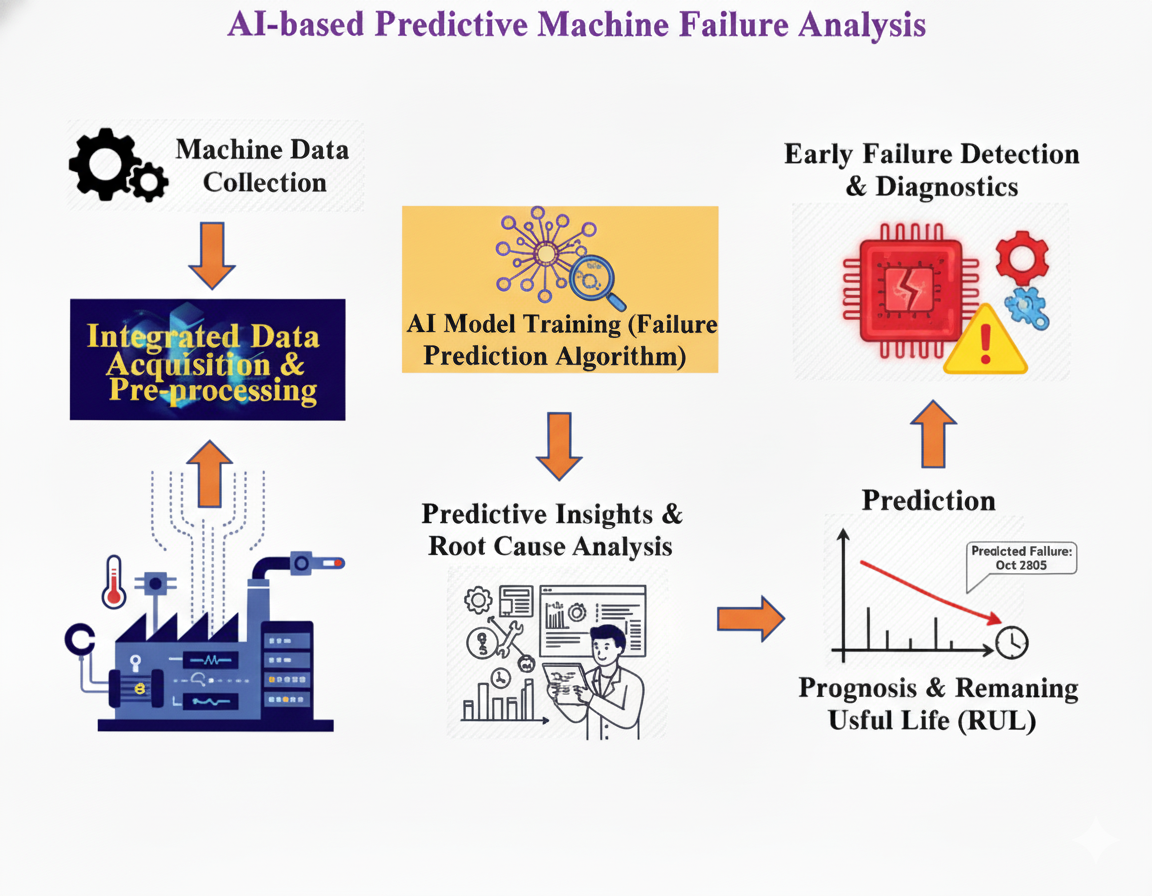 AI-based Predictive Machine Failure Analysis
Machine Data
Collection
Integrated Data
Acquisition &
Pre-processing
AI Model Training (Failure
Prediction Algorithm)
Predictive Insights &
Root Cause Analysis
Early Failure Detection
& Diagnostics
Prediction
Predicted Failure:
Oct 2805
Prognosis & Remaning
Usful Life (RUL)